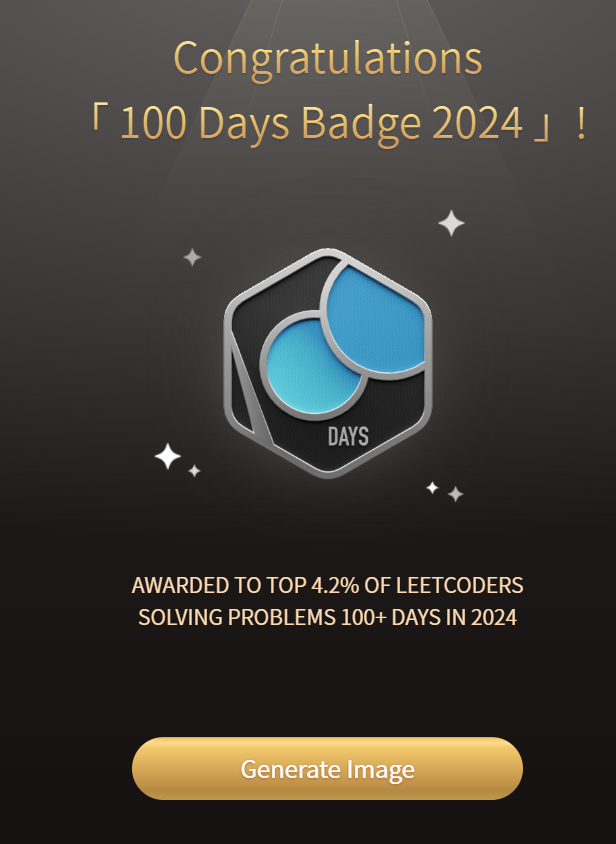 Congratulations
「 100 Days Badge 2024 」!
DAYS
AWARDED TO TOP 4.2% OF LEETCODERS
SOLVING PROBLEMS 100+ DAYS IN 2024
Generate Image